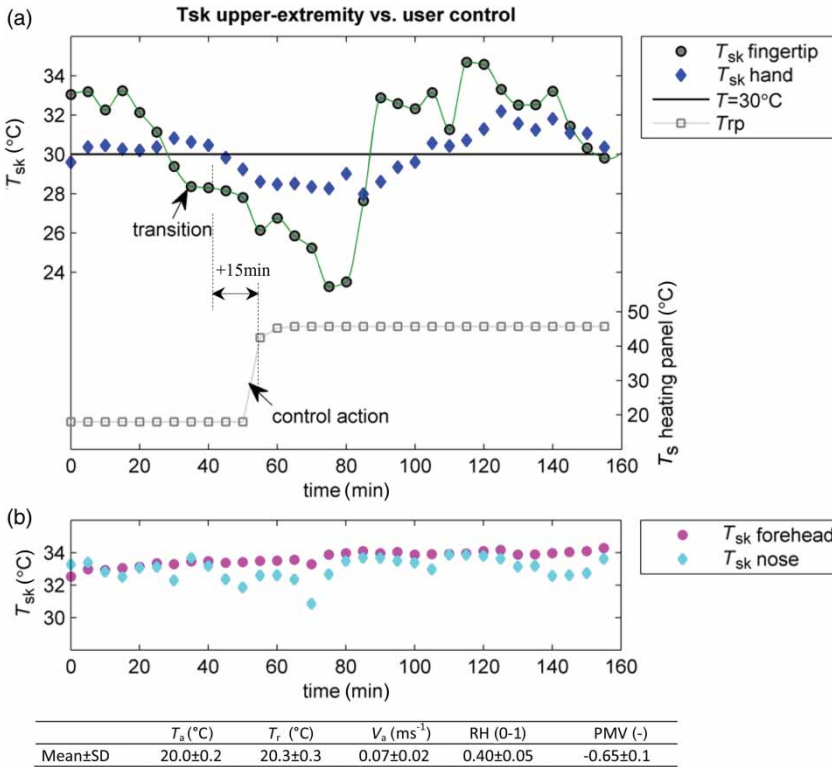 (a)
Tsk upper-extremity vs. user control
Tsk (°C)
34
32
30
28
26
24
transition
+15min
control action
50
40
30
20
Ts heating panel (°C)
0 20 40 60 80 100 120 140 160
time (min)
Tsk fingertip
Tsk hand
T=30°C
Trp
(b)
Tsk (°C)
34
32
30
0 20 40 60 80 100 120 140 160
time (min)
Tsk forehead
Tsk nose
Ta (°C) Tr (°C) Va (ms⁻¹) RH (0-1) PMV (-)
Mean±SD 20.0±0.2 20.3±0.3 0.07±0.02 0.40±0.05 -0.65±0.1